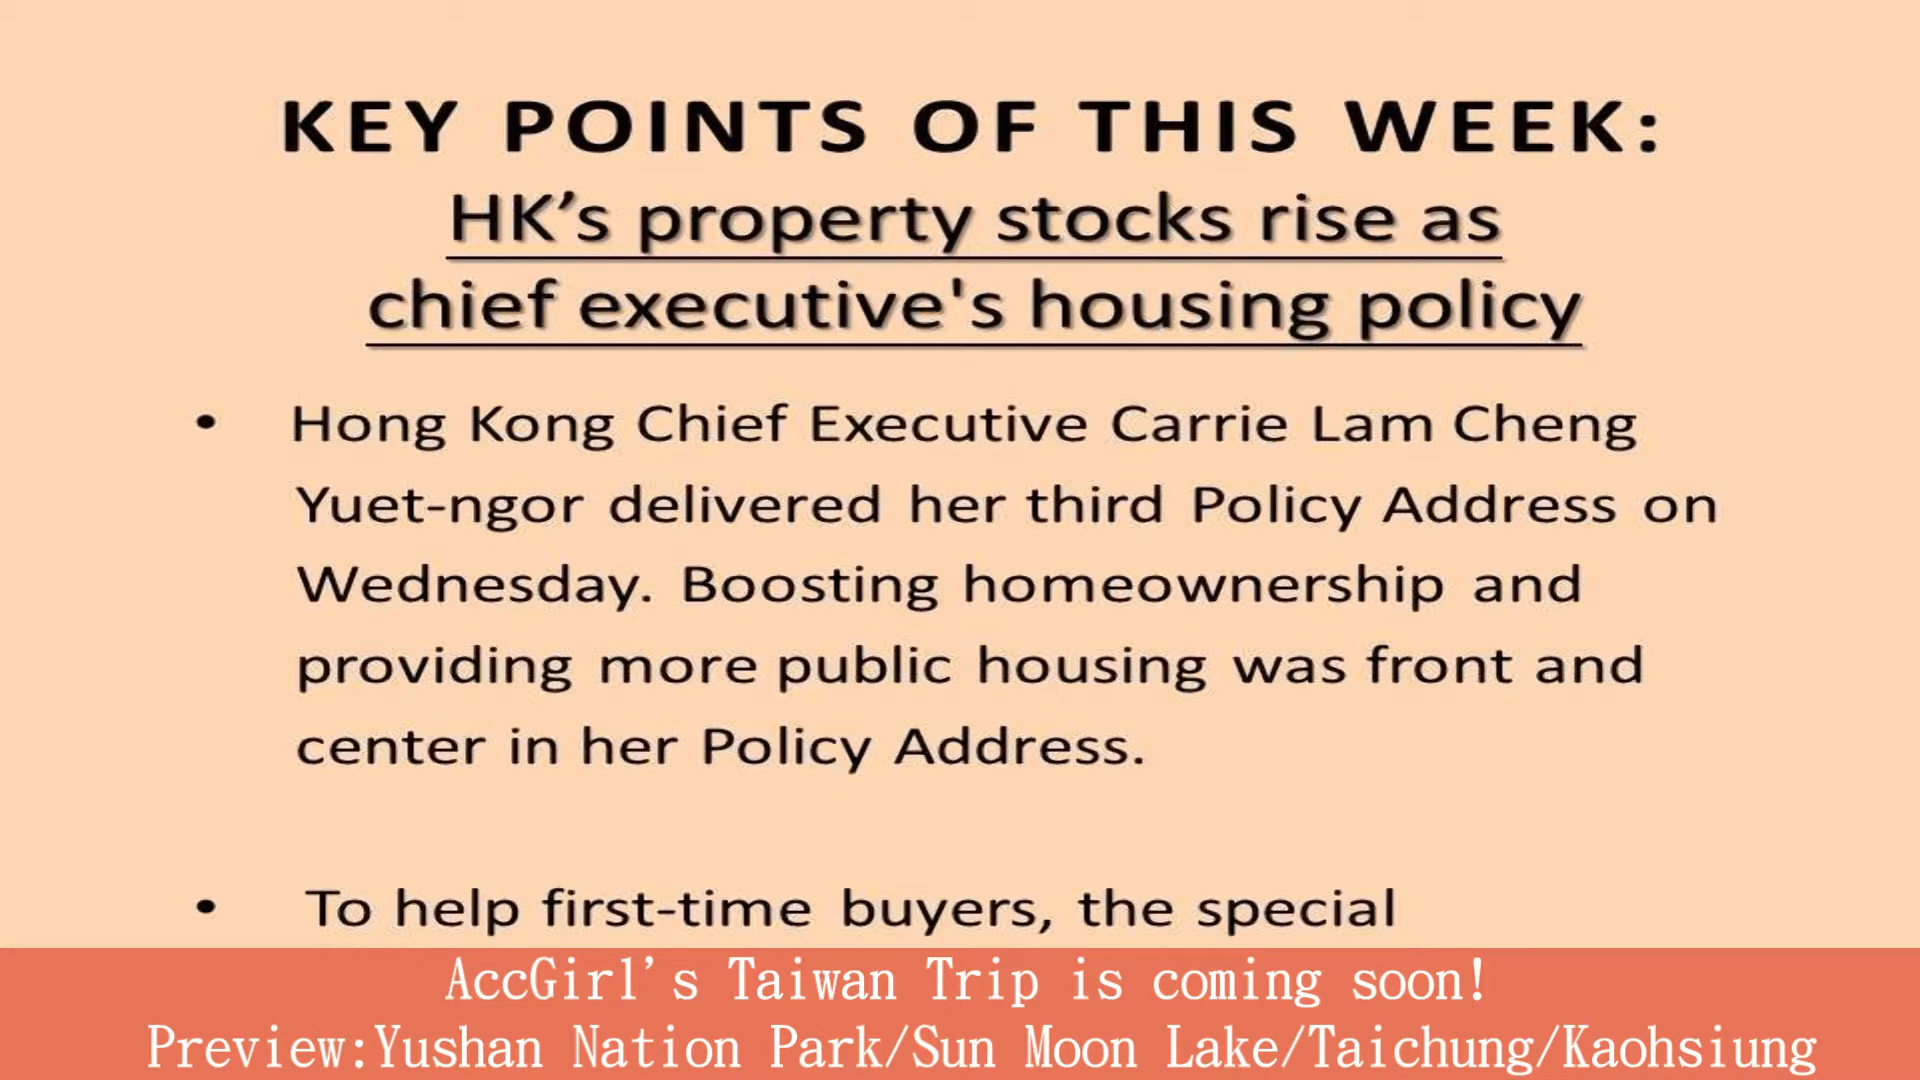 KEY POINTS OF THIS WEEK:
HK’s property stocks rise as
chief executive's housing policy
• Hong Kong Chief Executive Carrie Lam Cheng
Yuet-ngor delivered her third Policy Address on
Wednesday. Boosting homeownership and
providing more public housing was front and
center in her Policy Address.
• To help first-time buyers, the special
AccGirl's Taiwan Trip is coming soon!
Preview:Yushan Nation Park/Sun Moon Lake/Taichung/Kaohsiung